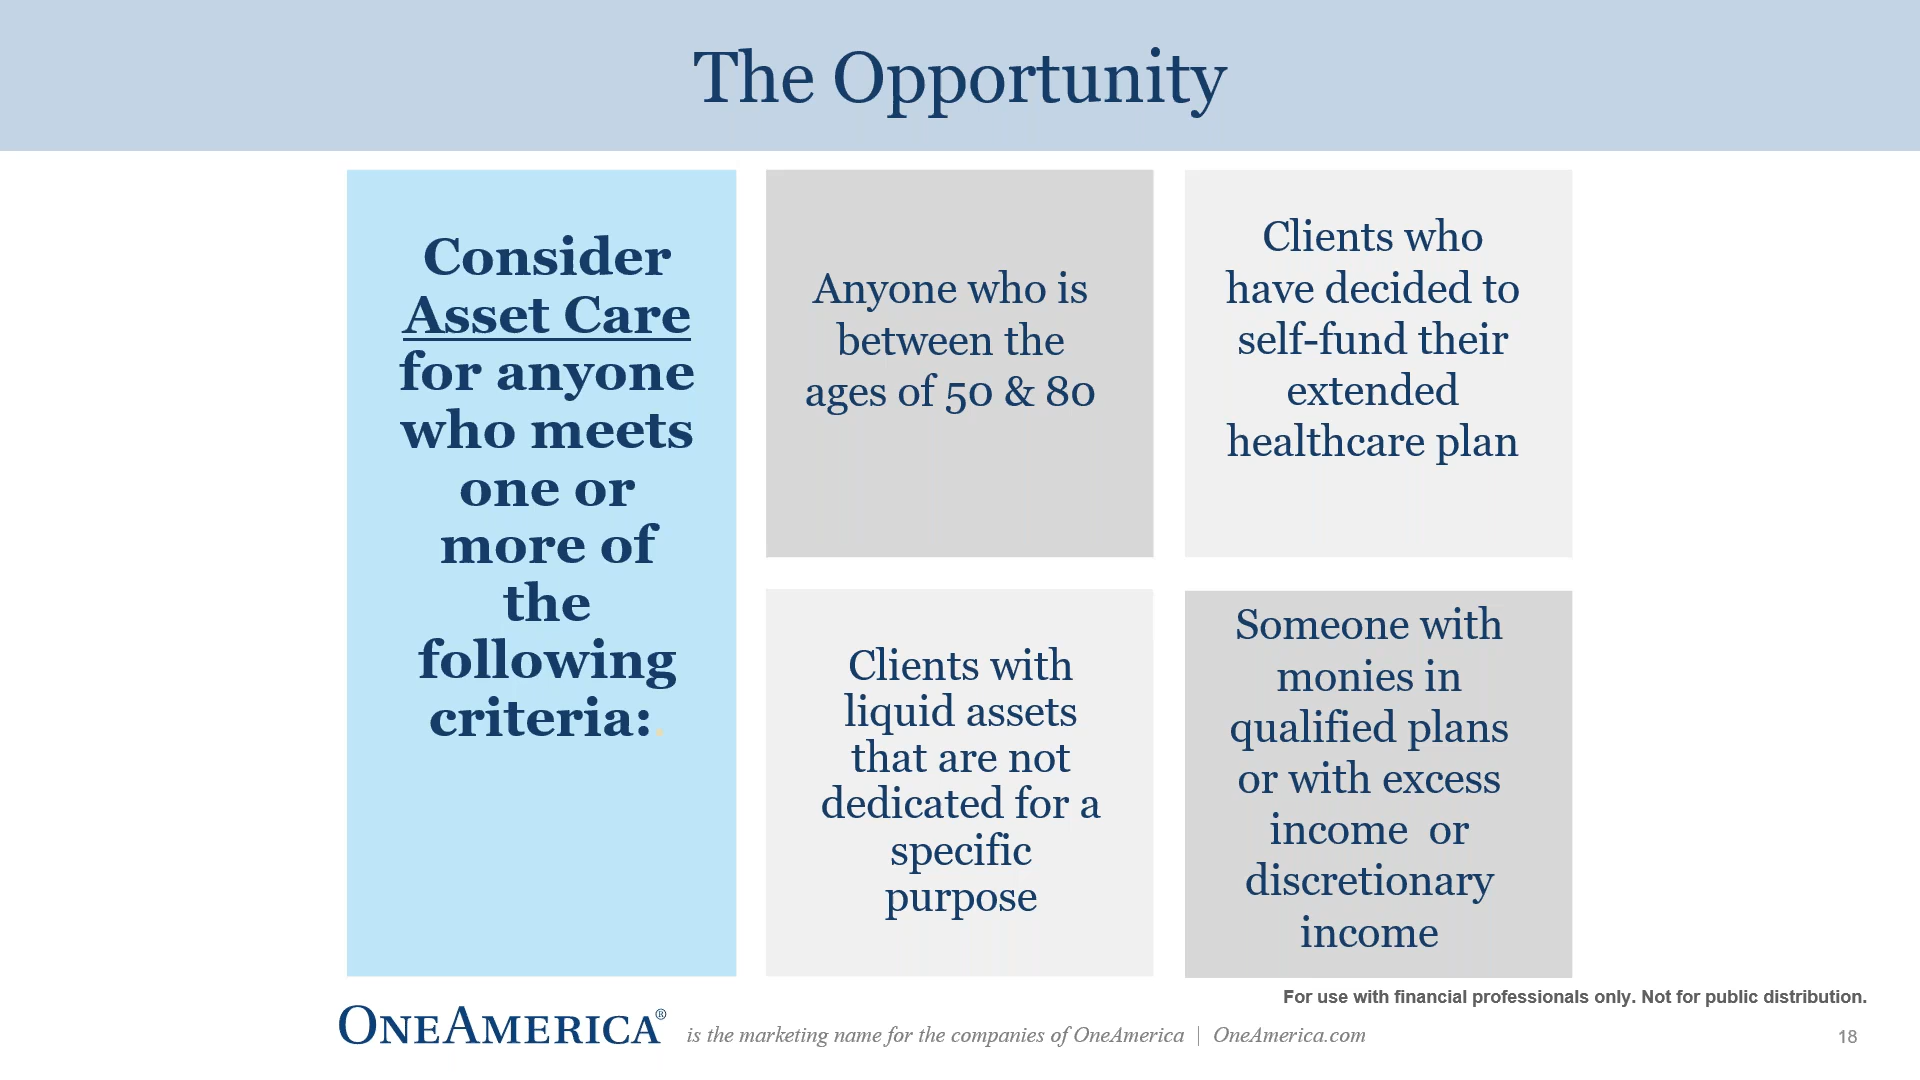 The Opportunity
Consider
Asset Care
for anyone
who meets
one or
more of
the
following
criteria:.
Anyone who is
between the
ages of 50 & 80
Clients who
have decided to
self-fund their
extended
healthcare plan
Clients with
liquid assets
that are not
dedicated for a
specific
purpose
Someone with
monies in
qualified plans
or with excess
income  or
discretionary
income
For use with financial professionals only. Not for public distribution.
ONEAMERICA® is the marketing name for the companies of OneAmerica | OneAmerica.com
18